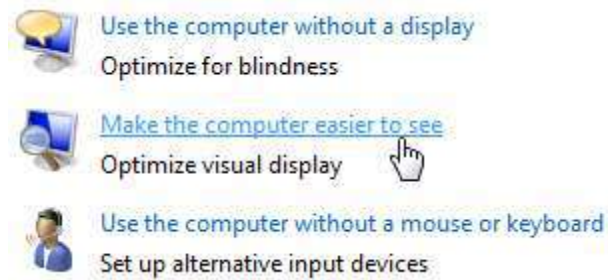 Use the computer without a display
Optimize for blindness
Make the computer easier to see
Optimize visual display
Use the computer without a mouse or keyboard
Set up alternative input devices